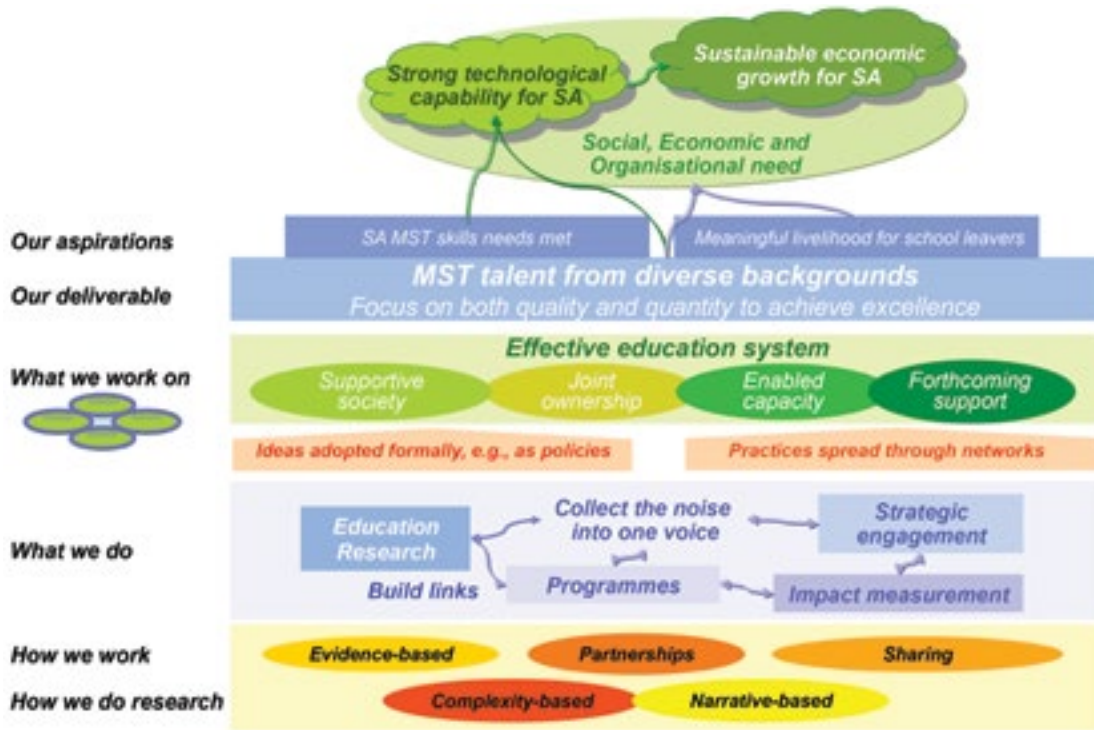 Strong technological
capability for SA
Sustainable economic
growth for SA
Social, Economic and
Organisational need
Our aspirations
SA MST skills needs met
Meaningful livelihood for school leavers
Our deliverable
MST talent from diverse backgrounds
Focus on both quality and quantity to achieve excellence
What we work on
Effective education system
Supportive
society
Joint
ownership
Enabled
capacity
Forthcoming
support
Ideas adopted formally, e.g., as policies
Practices spread through networks
What we do
Education
Research
Collect the noise
into one voice
Strategic
engagement
Build links
Programmes
Impact measurement
How we work
Evidence-based
Partnerships
Sharing
How we do research
Complexity-based
Narrative-based